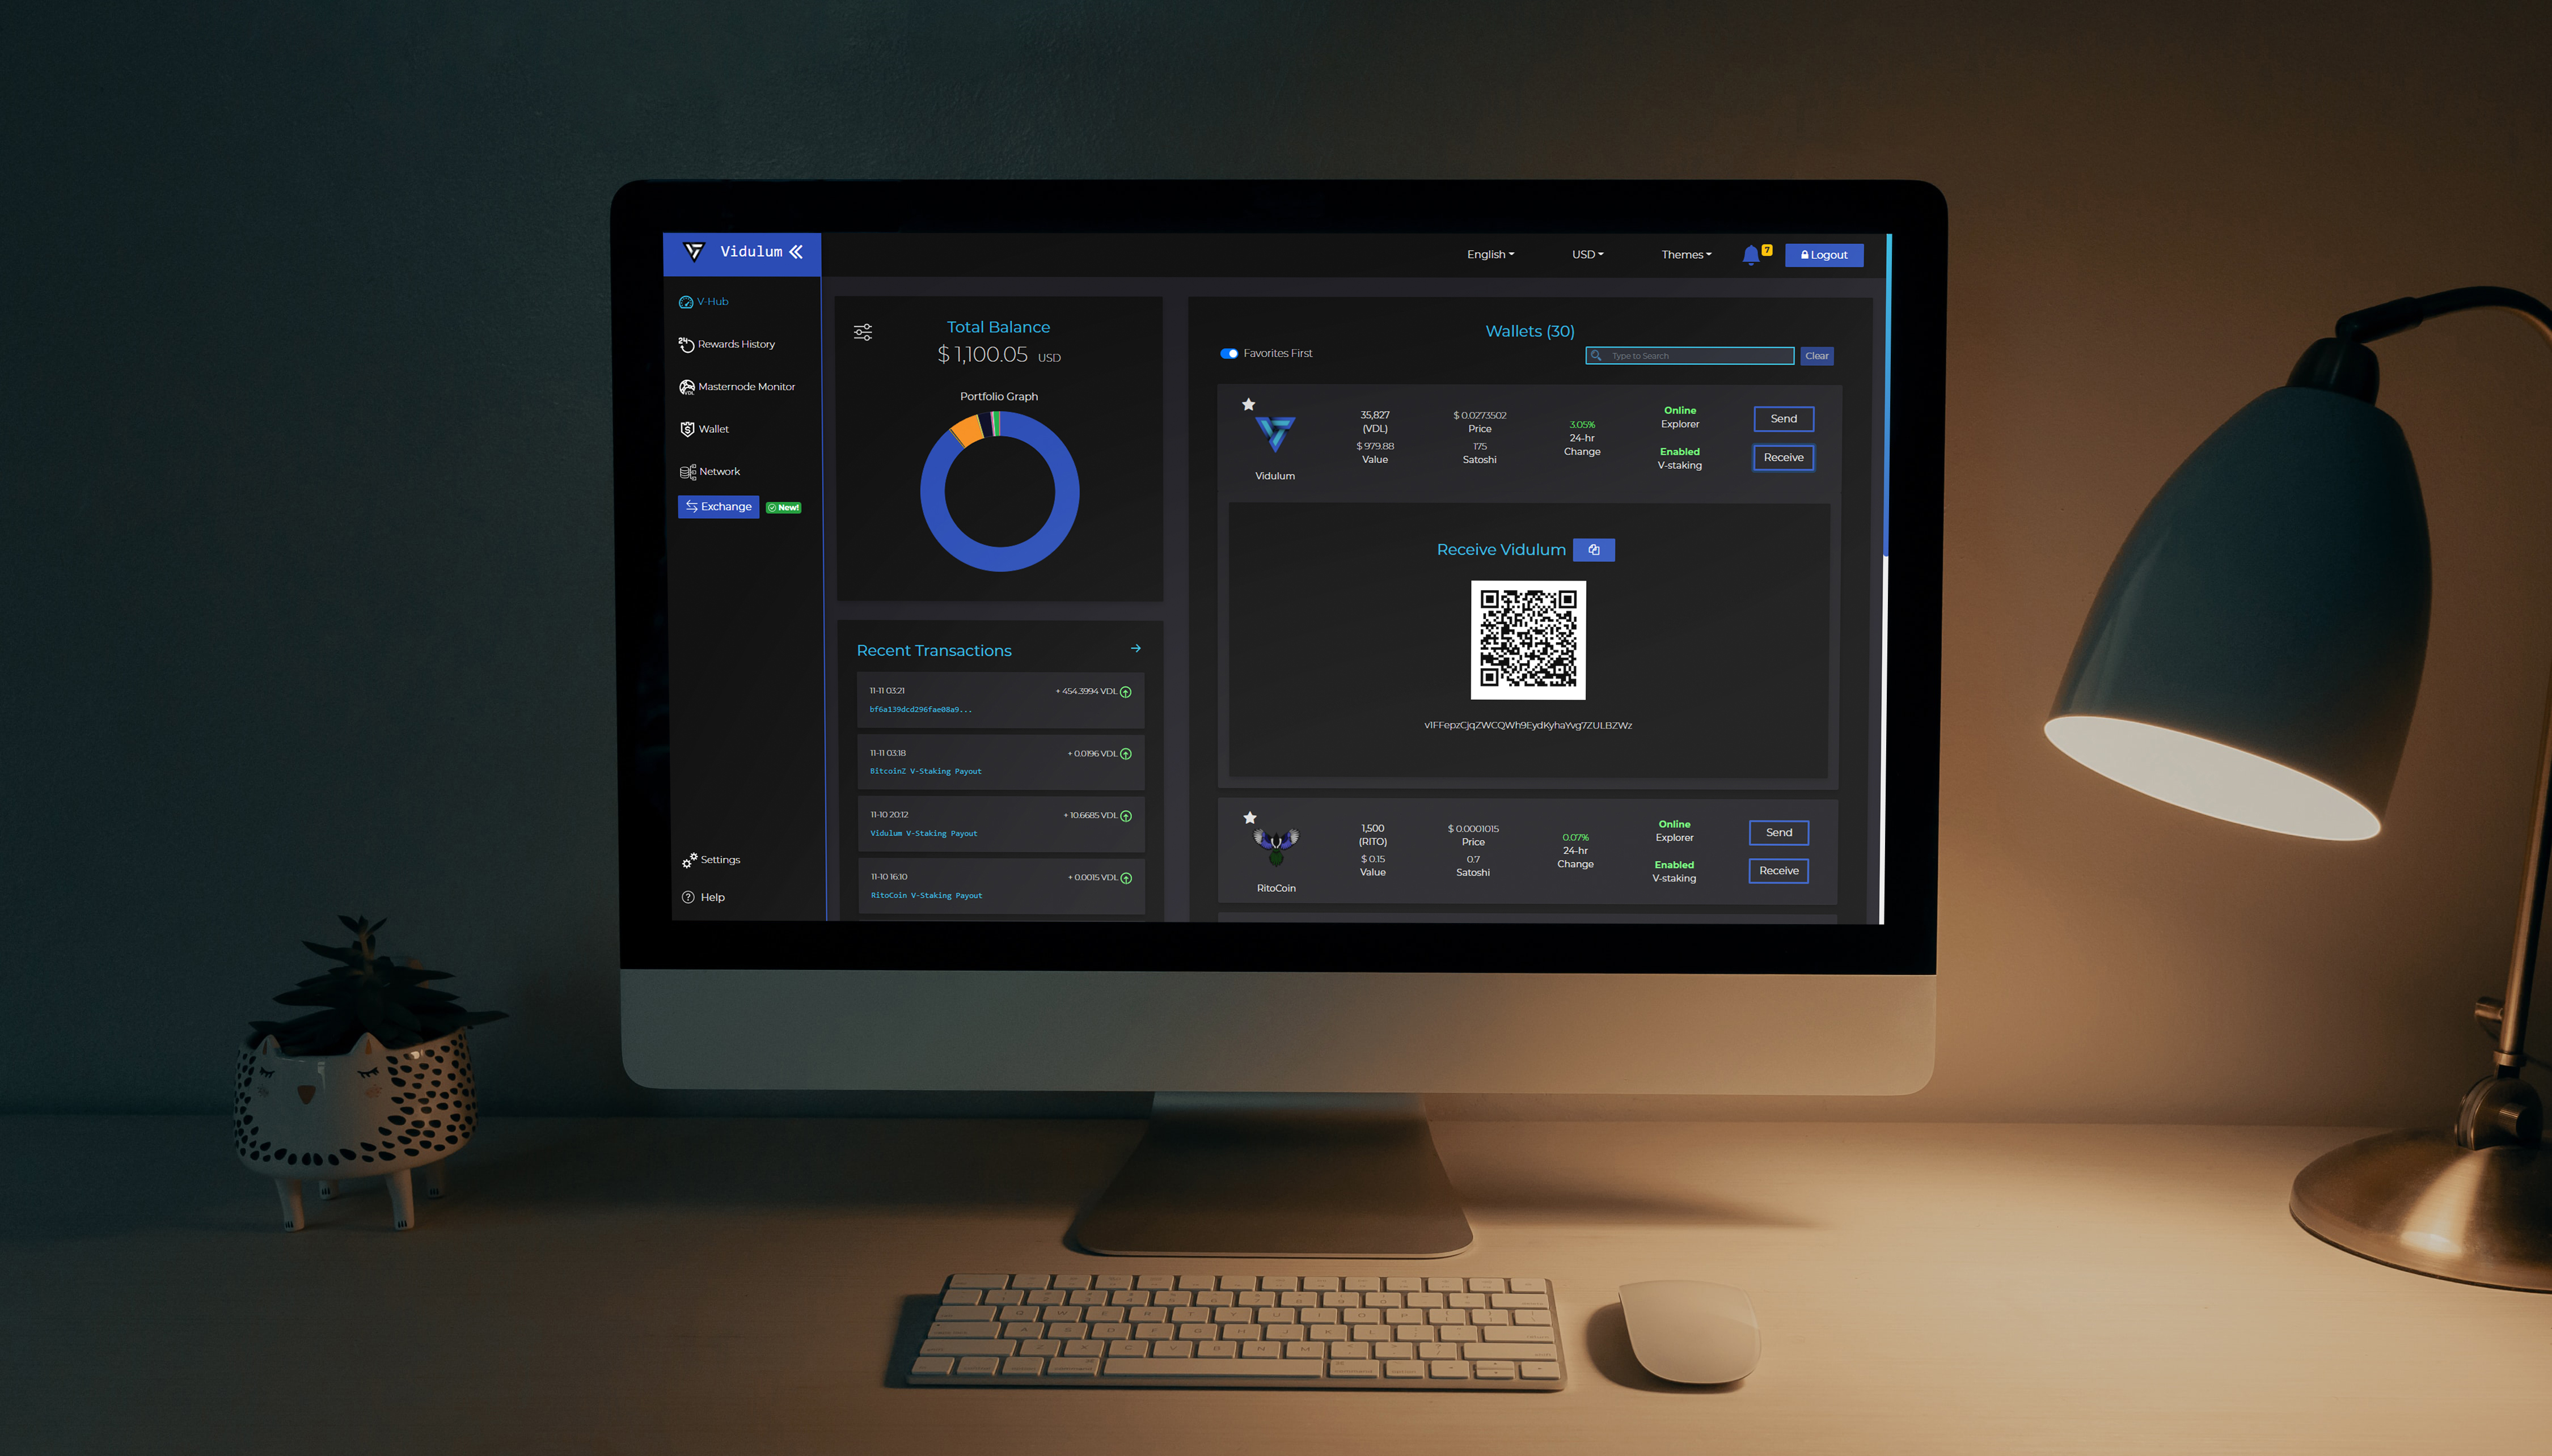 Vidulum
English
USD
Themes
7
Logout
V-Hub
Rewards History
Masternode Monitor
Wallet
Network
Exchange
New!
Settings
Help
Total Balance
$ 1,100.05 USD
Portfolio Graph
Recent Transactions
11-11 03:21
+ 454.3994 VDL
bf6a139dcd296fae08a9...
11-11 03:18
+ 0.0196 VDL
BitcoinZ V-Staking Payout
11-10 20:12
+ 10.6685 VDL
Vidulum V-Staking Payout
11-10 16:10
+ 0.0015 VDL
RitoCoin V-Staking Payout
Wallets (30)
Favorites First
Type to Search
Clear
Vidulum
35,827
(VDL)
$ 979.88
Value
$ 0.0273502
Price
175
Satoshi
3.05%
24-hr
Change
Online
Explorer
Enabled
V-staking
Send
Receive
Receive Vidulum
v1FFepzCjqZWCQWh9EydKyhaYvg7ZULBZWz
RitoCoin
1,500
(RITO)
$ 0.15
Value
$ 0.0001015
Price
0.7
Satoshi
0.07%
24-hr
Change
Online
Explorer
Enabled
V-staking
Send
Receive